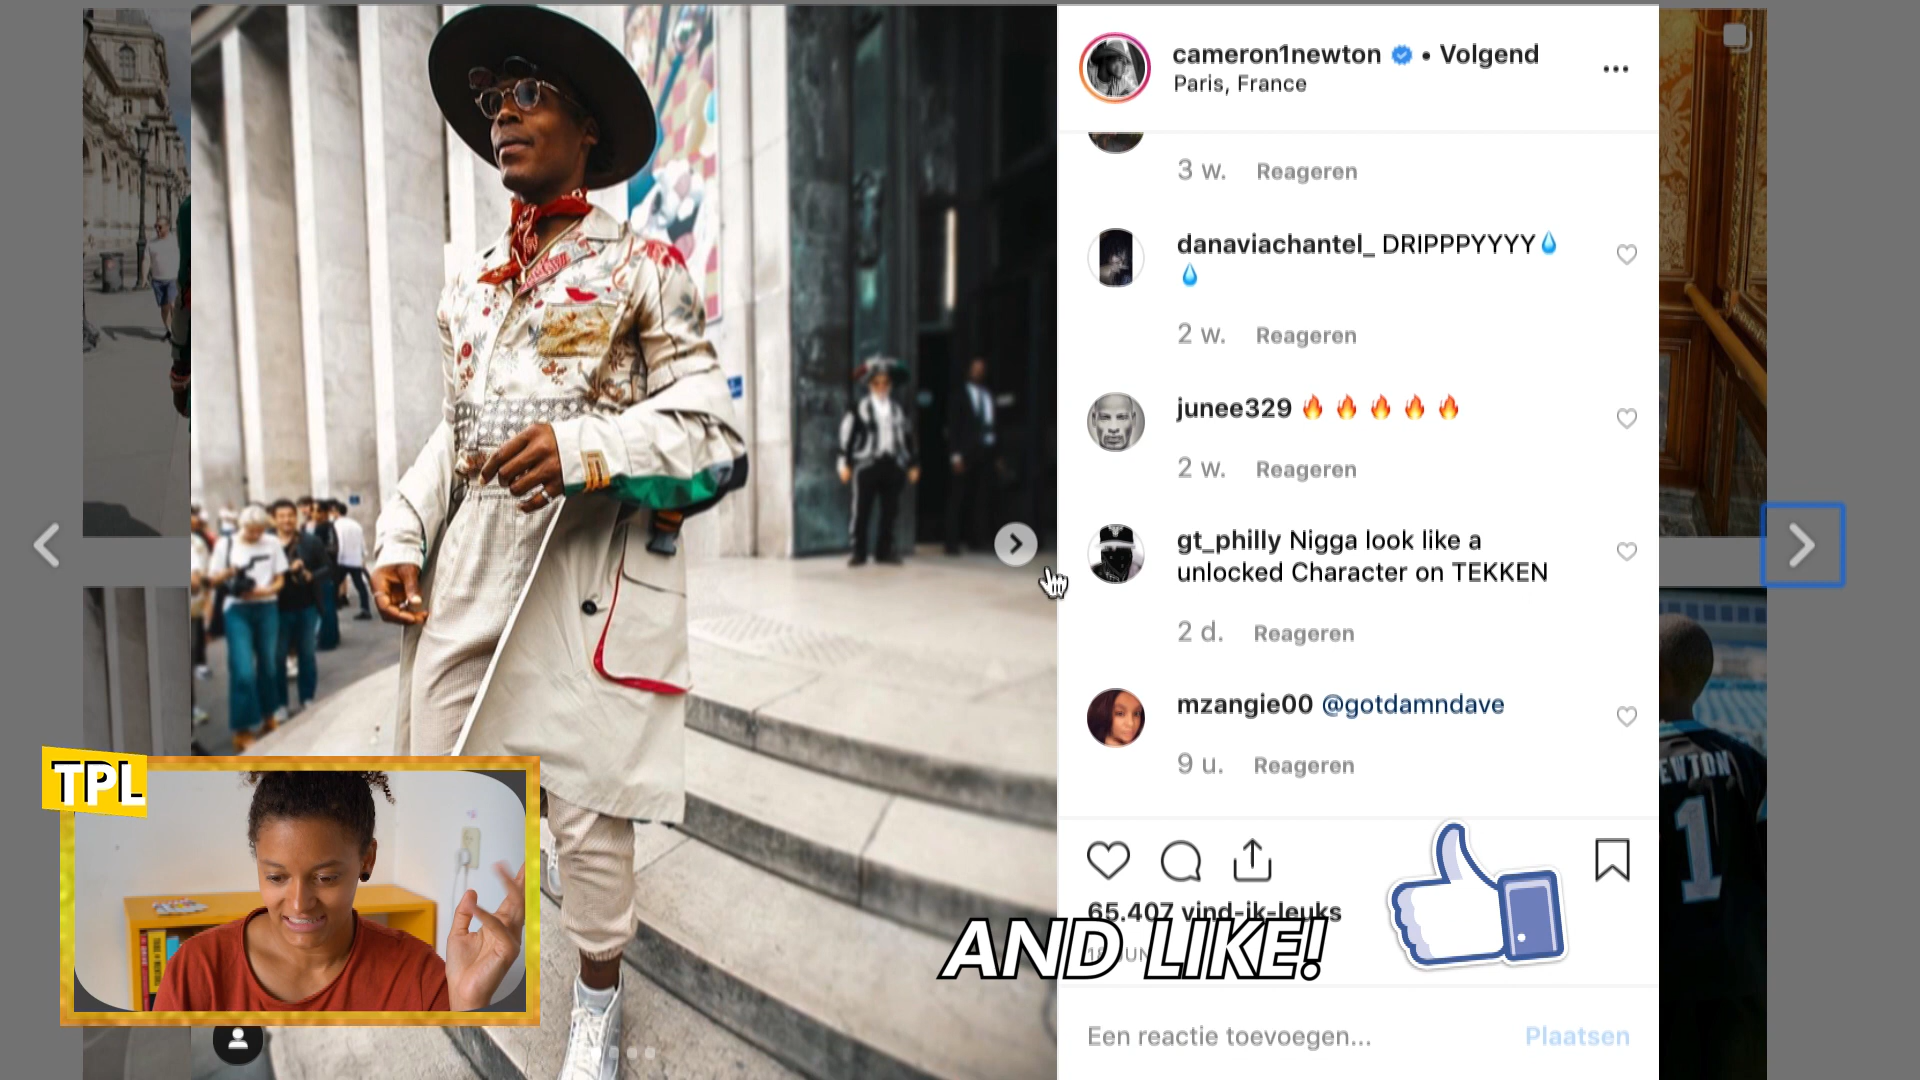 cameron1newton • Volgend
Paris, France
3 w. Reageren
danaviachantel_ DRIPPPYYYY💧
💧
2 w. Reageren
junee329 🔥 🔥 🔥 🔥 🔥
2 w. Reageren
gt_philly Nigga look like a
unlocked Character on TEKKEN
2 d. Reageren
mzangie00 @gotdamndave
9 u. Reageren
65.407 vind-ik-leuks
AND LIKE!
Een reactie toevoegen... Plaatsen
TPL
EWTON
1